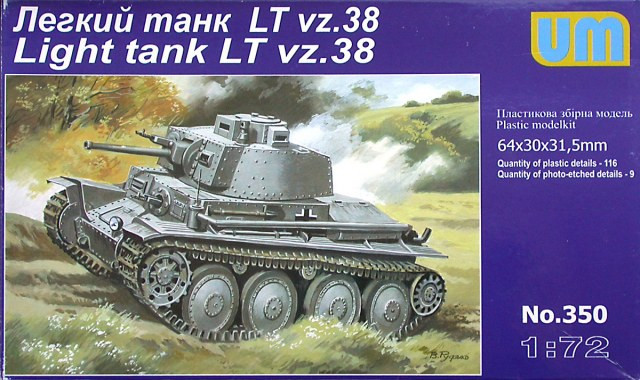 Легкий танк LT vz.38
Light tank LT vz.38
um
Пластикова збірна модель
Plastic modelkit
64x30x31,5mm
Quantity of plastic details - 116
Quantity of photo-etched details - 9
No.350
1:72